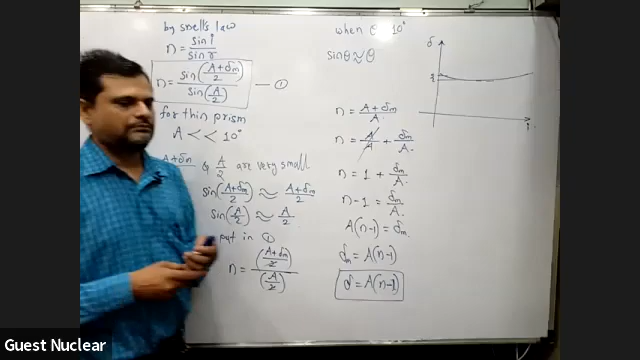 by snell's law
n = sin i / sin r
n = sin((A+δm)/2) / sin(A/2) — ①
for thin prism
A << 10°
A+δm & A/2 are very small
sin((A+δm)/2) ≈ (A+δm)/2
sin(A/2) ≈ A/2
put in ①
n = ((A+δm)/2) / (A/2)
when θ 10°
sinθ ≈ θ
n = (A+δm)/A
n = A/A + δm/A
n = 1 + δm/A
n-1 = δm/A
A(n-1) = δm
δm = A(n-1)
δ = A(n-1)
δ
i
Guest Nuclear